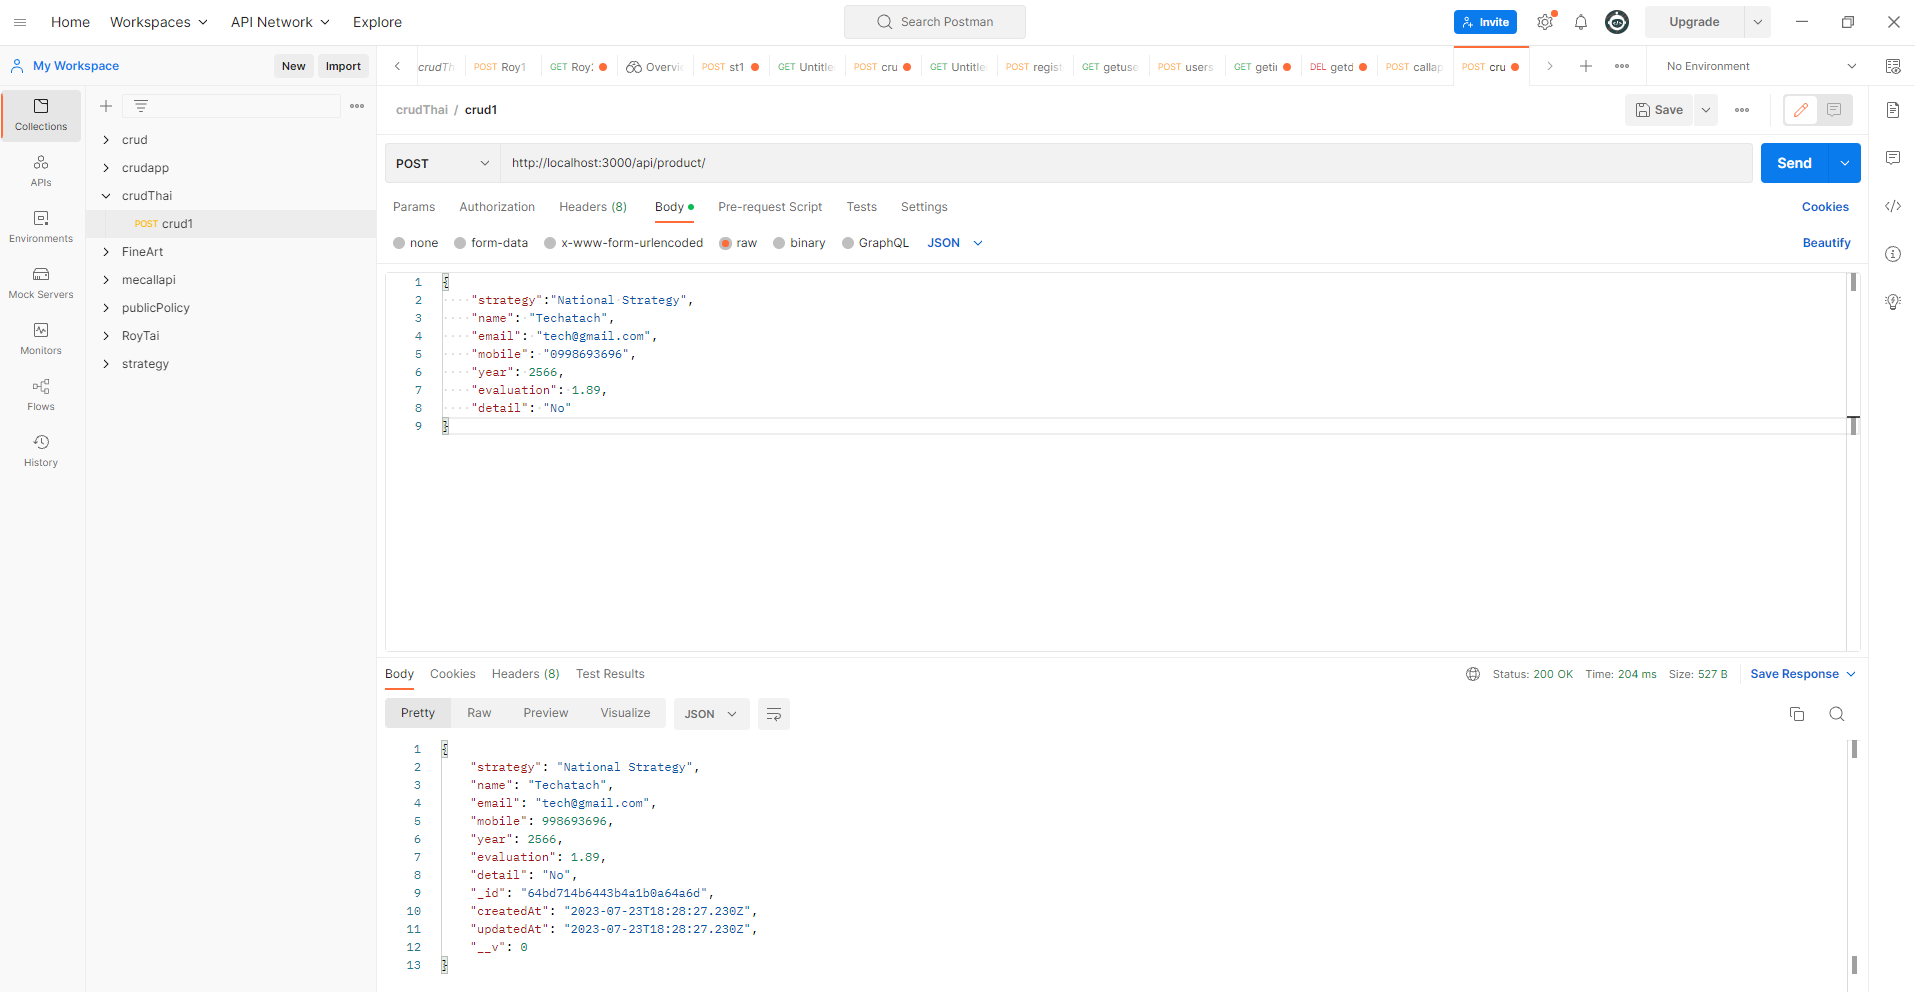 Home Workspaces API Network Explore Search Postman Invite Upgrade
My Workspace New Import
crudTh POST Roy1 GET Roy2 Overvi POST st1 GET Untitle POST cru GET Untitle POST regist GET getuse POST users GET getin DEL getd POST callap POST cru No Environment
Collections
APIs
Environments
Mock Servers
Monitors
Flows
History
crud
crudapp
crudThai
POST crud1
FineArt
mecallapi
publicPolicy
RoyTai
strategy
crudThai / crud1 Save
POST http://localhost:3000/api/product/ Send
Params Authorization Headers (8) Body Pre-request Script Tests Settings Cookies
none form-data x-www-form-urlencoded raw binary GraphQL JSON Beautify
1 {
2 "strategy":"National Strategy",
3 "name": "Techatach",
4 "email": "tech@gmail.com",
5 "mobile": "0998693696",
6 "year": 2566,
7 "evaluation": 1.89,
8 "detail": "No"
9 }
Body Cookies Headers (8) Test Results Status: 200 OK Time: 204 ms Size: 527 B Save Response
Pretty Raw Preview Visualize JSON
1 {
2 "strategy": "National Strategy",
3 "name": "Techatach",
4 "email": "tech@gmail.com",
5 "mobile": 998693696,
6 "year": 2566,
7 "evaluation": 1.89,
8 "detail": "No",
9 "_id": "64bd714b6443b4a1b0a64a6d",
10 "createdAt": "2023-07-23T18:28:27.230Z",
11 "updatedAt": "2023-07-23T18:28:27.230Z",
12 "__v": 0
13 }